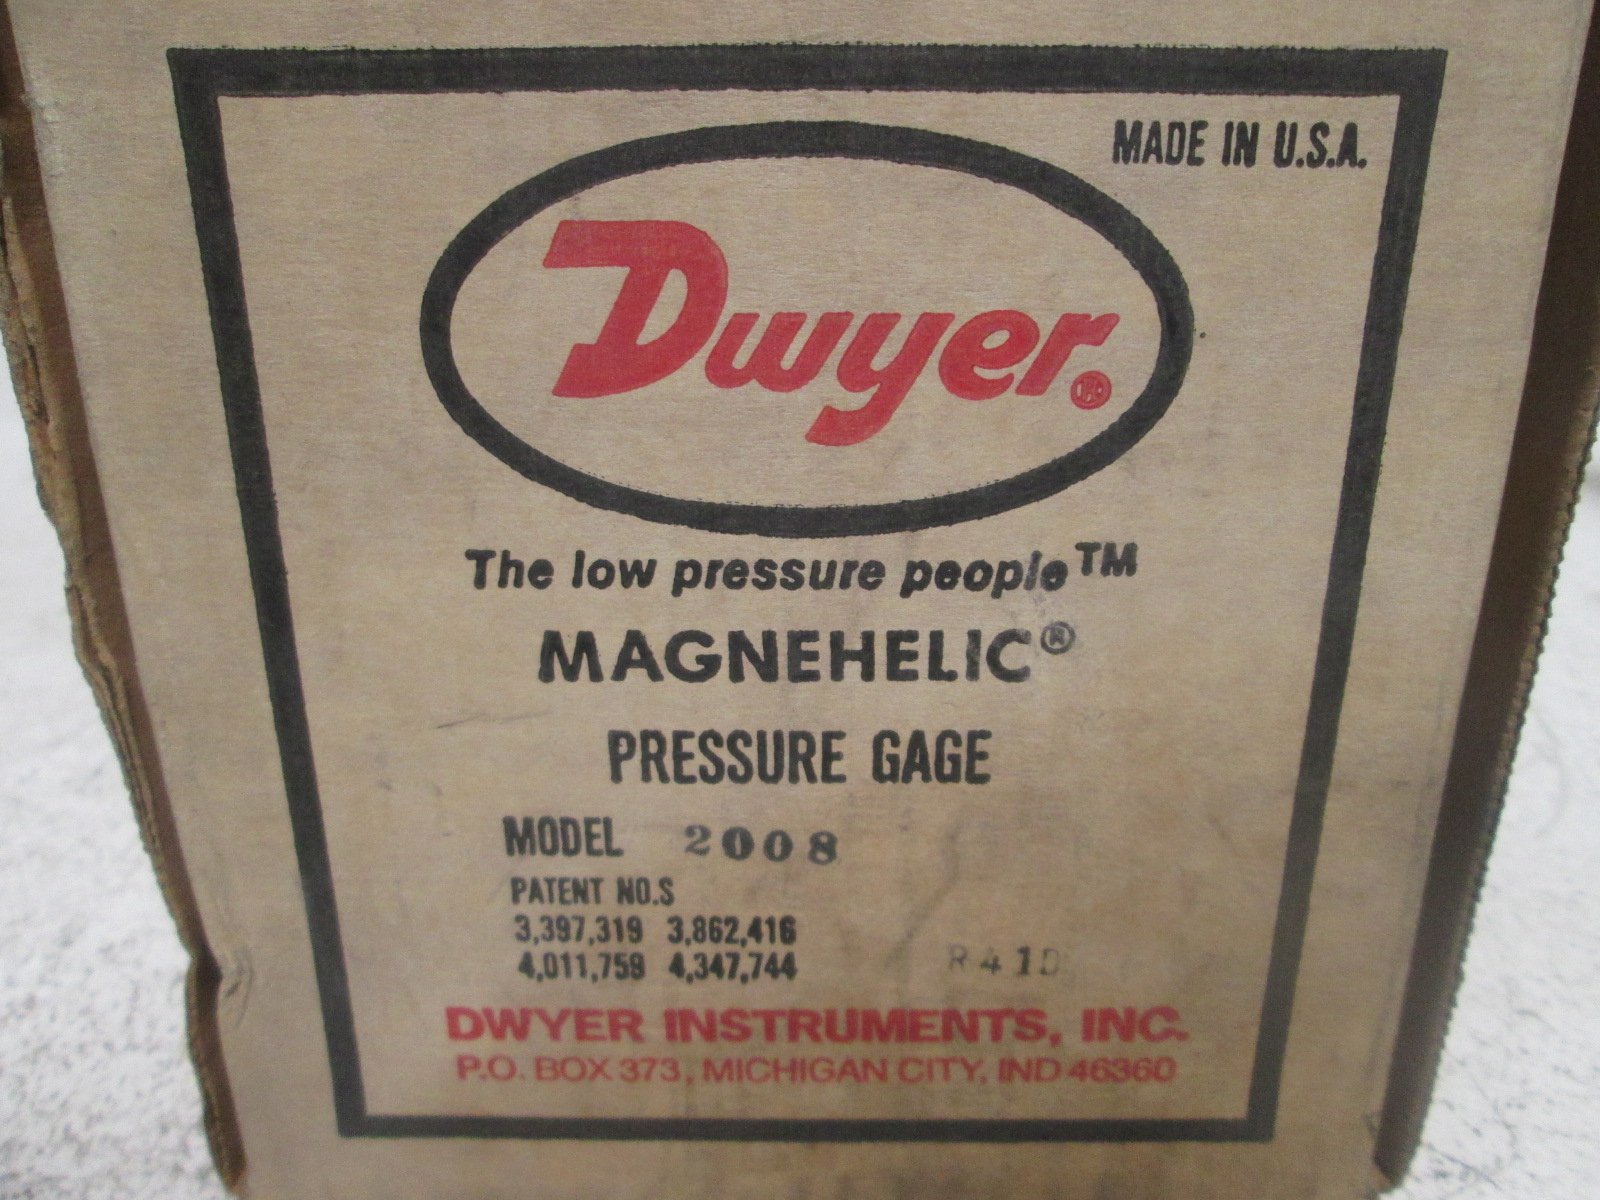 MADE IN U.S.A.
Dwyer®
The low pressure people™
MAGNEHELIC®
PRESSURE GAGE
MODEL 2008
PATENT NO.S
3,397,319 3,862,416
4,011,759 4,347,744
R41D
DWYER INSTRUMENTS, INC.
P.O. BOX 373, MICHIGAN CITY, IND 46360